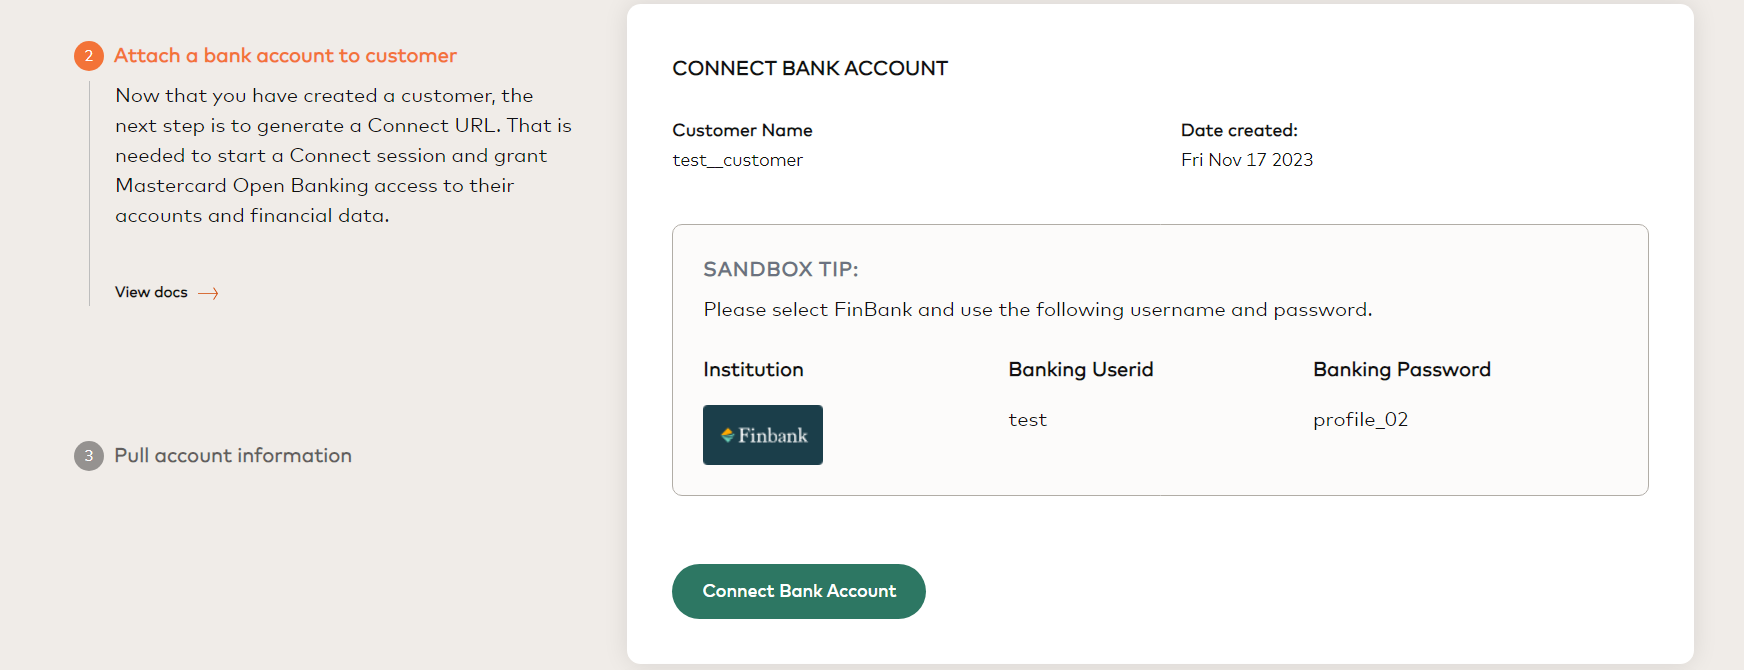 2 Attach a bank account to customer
Now that you have created a customer, the
next step is to generate a Connect URL. That is
needed to start a Connect session and grant
Mastercard Open Banking access to their
accounts and financial data.
View docs
3 Pull account information
CONNECT BANK ACCOUNT
Customer Name
test__customer
Date created:
Fri Nov 17 2023
SANDBOX TIP:
Please select FinBank and use the following username and password.
Institution
Finbank
Banking Userid
test
Banking Password
profile_02
Connect Bank Account